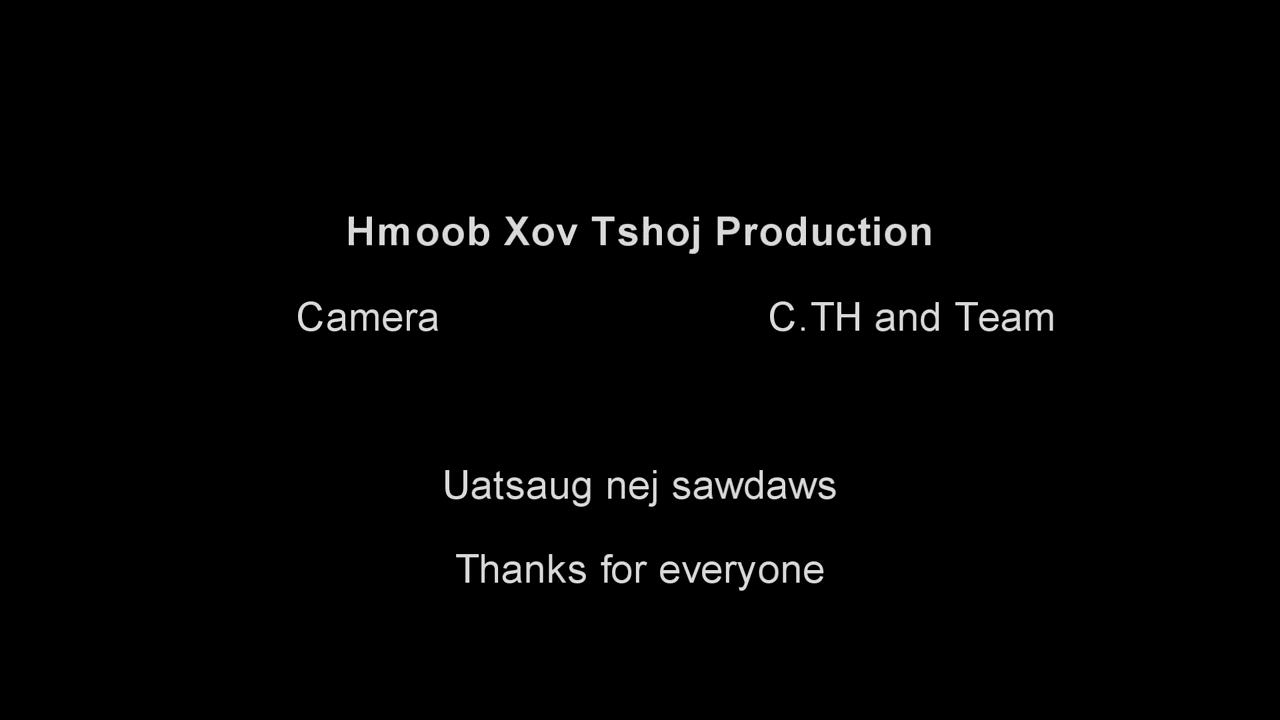 Hmoob Xov Tshoj Production
Camera C.TH and Team
Uatsaug nej sawdaws
Thanks for everyone